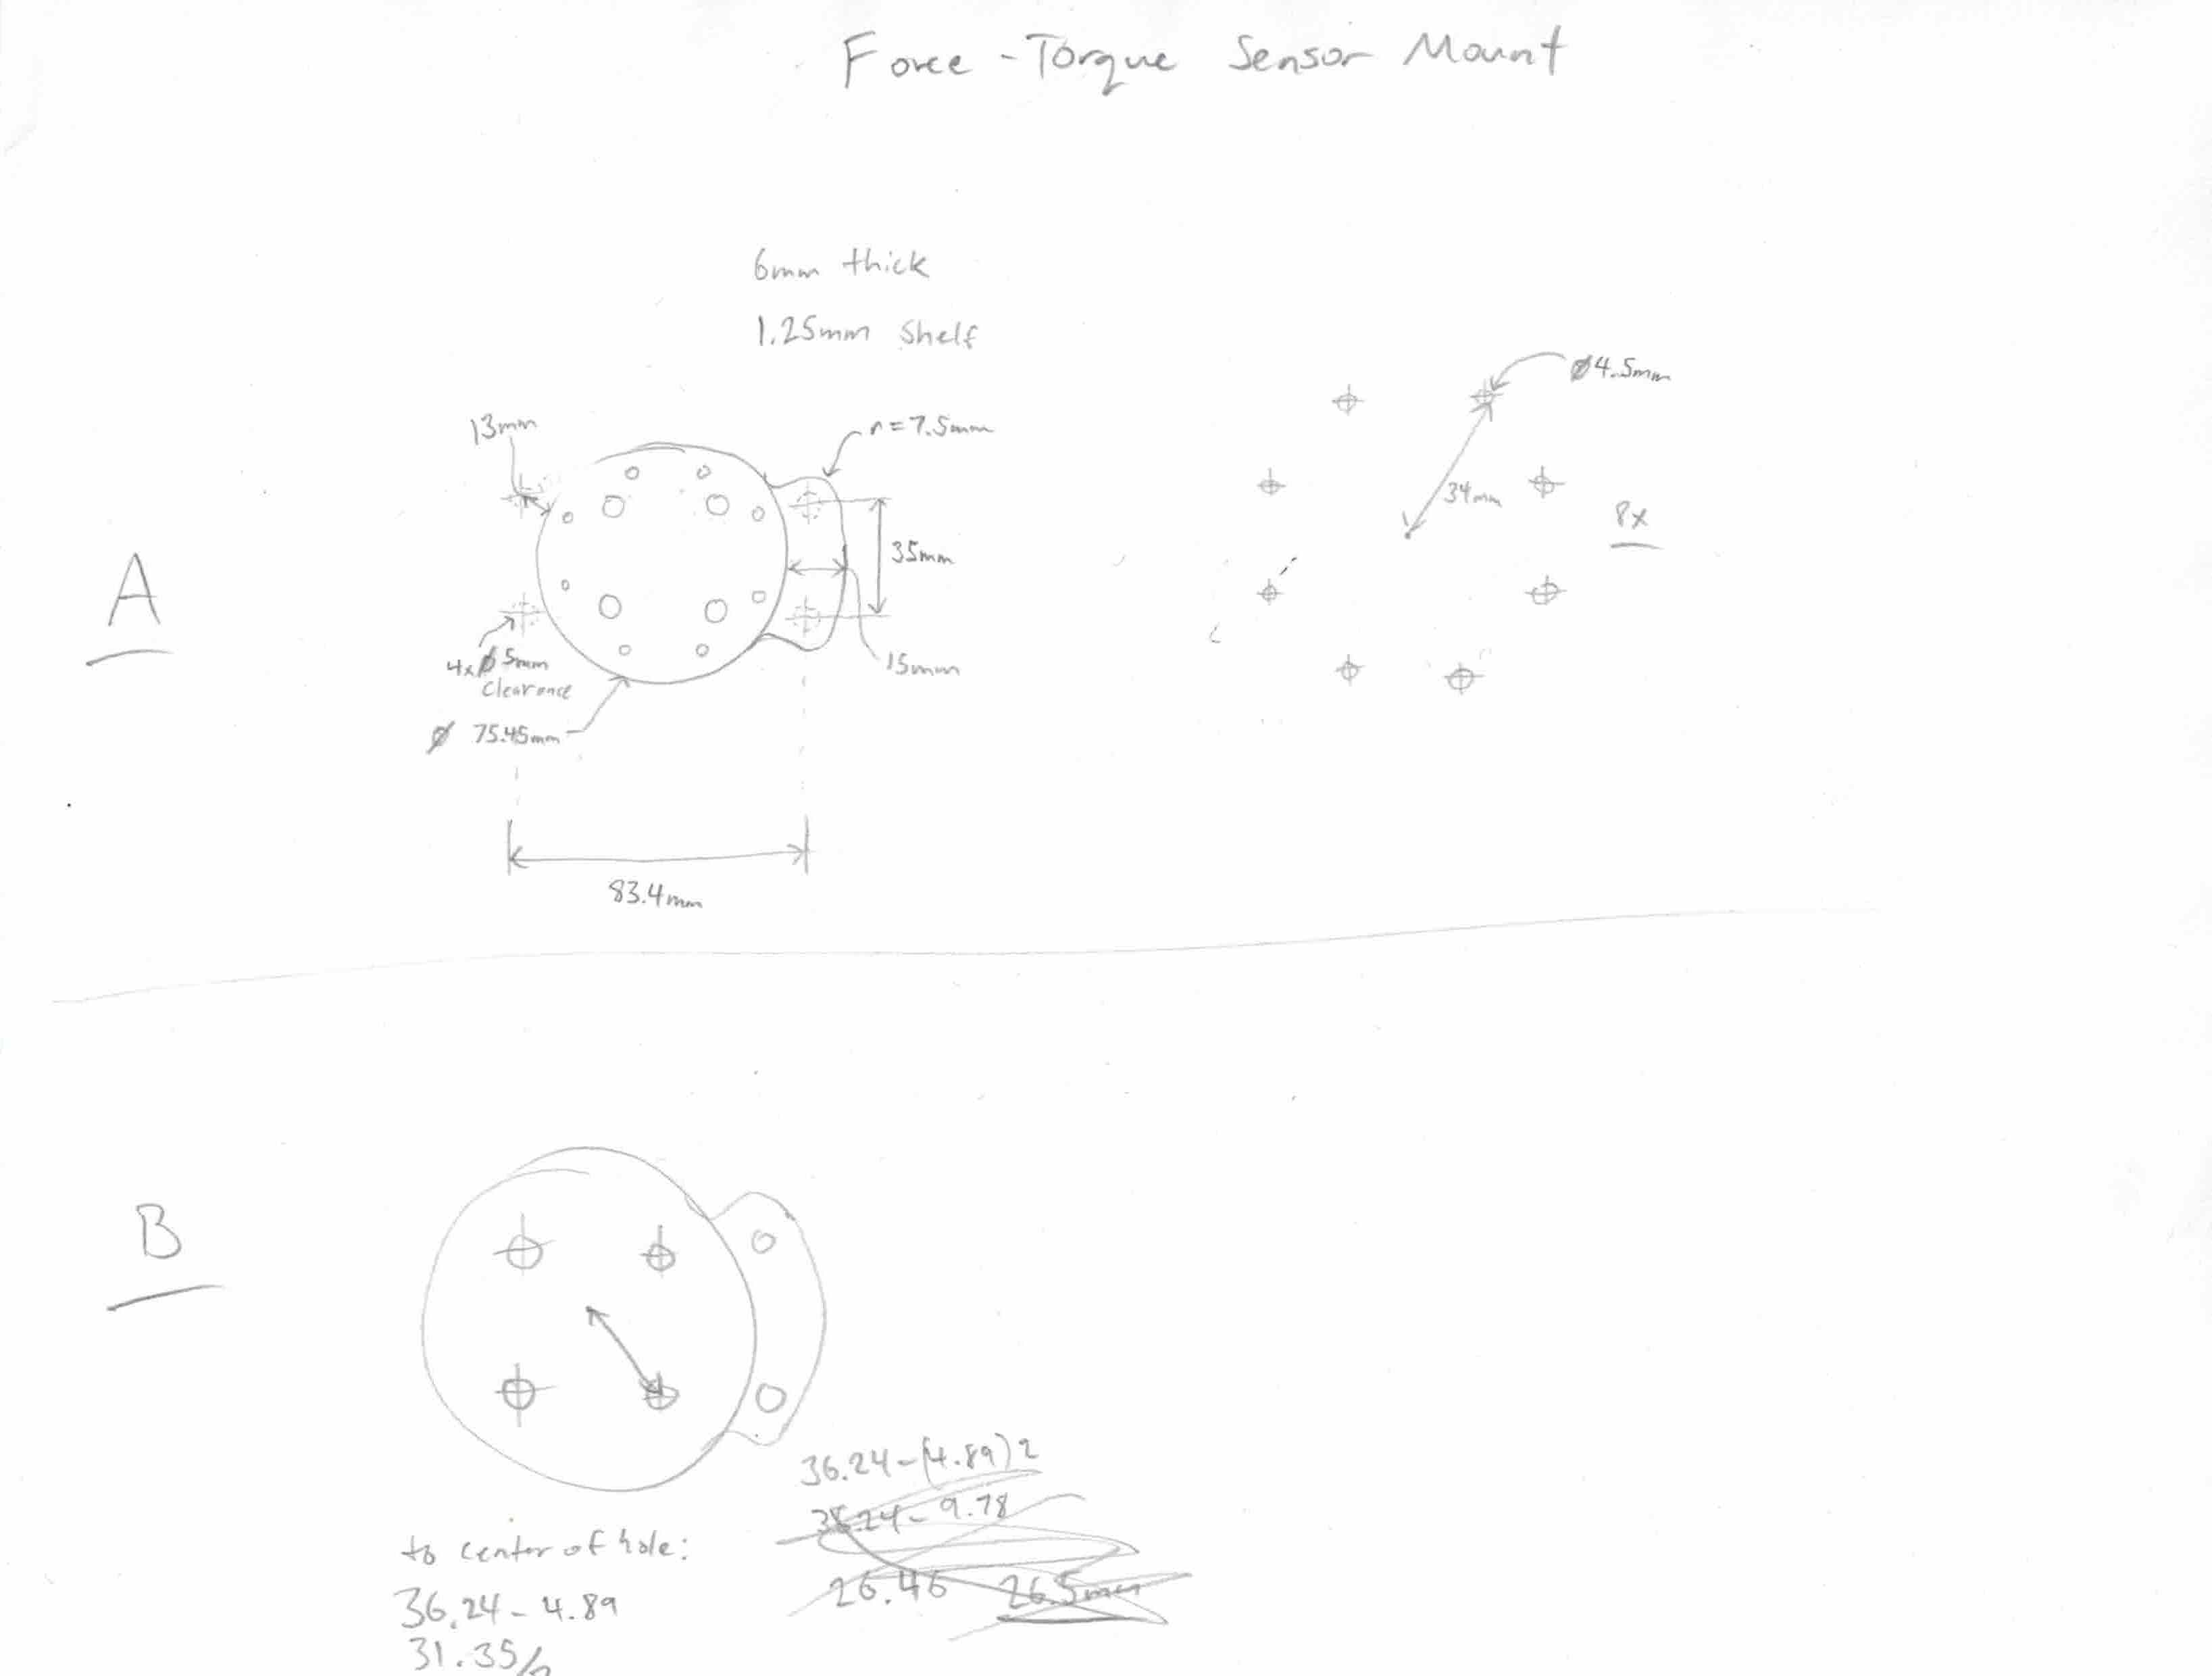 Force-Torque Sensor Mount
6mm thick
1.25mm shelf
13mm
r=7.5mm
35mm
15mm
4x Ø5mm
Clearance
Ø 75.45mm
83.4mm
Ø4.5mm
34mm
8x
A
B
36.24-(4.89)2
36.24-9.78
26.46 26.5mm
to center of hole:
36.24-4.89
31.35/2